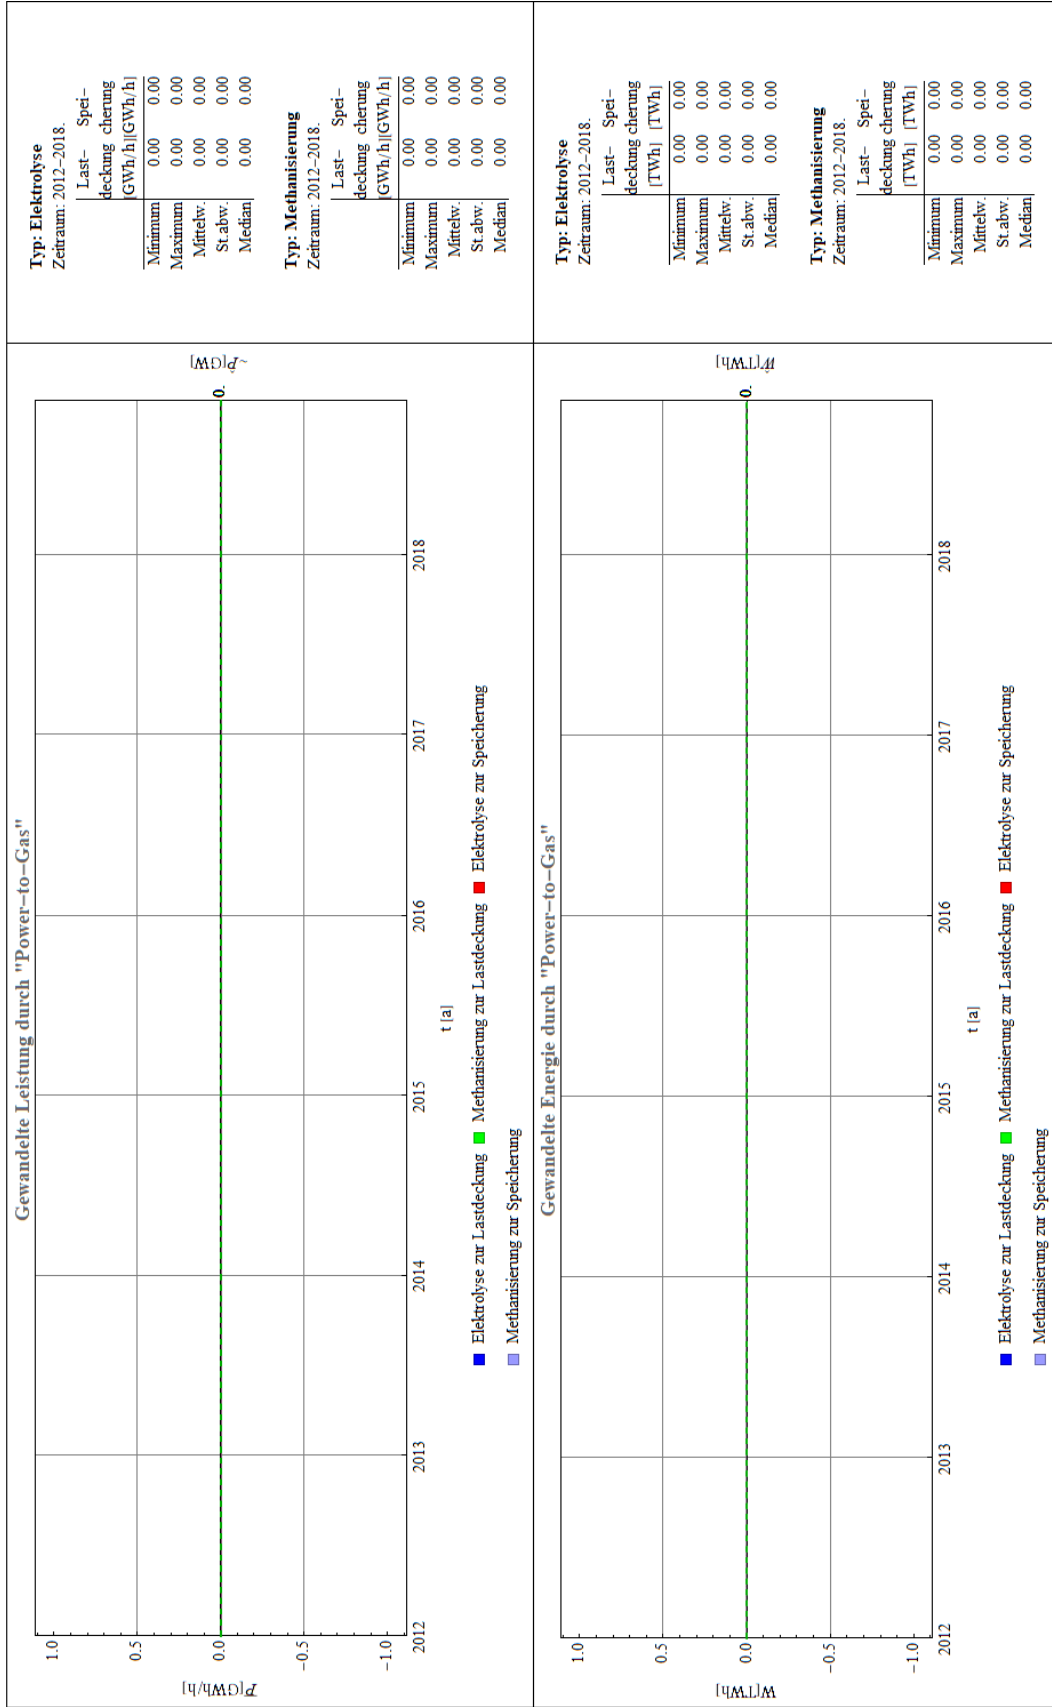 Gewandelte Leistung durch "Power-to-Gas"
P[GWh/h]
1.0
0.5
0.0
-0.5
-1.0
2012 2013 2014 2015 2016 2017 2018
t [a]
0.
~P̂[GW]
Elektrolyse zur Lastdeckung Methanisierung zur Lastdeckung Elektrolyse zur Speicherung
Methanisierung zur Speicherung
Typ: Elektrolyse
Zeitraum: 2012-2018.
Last- Spei-
deckung cherung
[GWh/h][GWh/h]
Minimum 0.00 0.00
Maximum 0.00 0.00
Mittelw. 0.00 0.00
St.abw. 0.00 0.00
Median 0.00 0.00
Typ: Methanisierung
Zeitraum: 2012-2018.
Last- Spei-
deckung cherung
[GWh/h][GWh/h]
Minimum 0.00 0.00
Maximum 0.00 0.00
Mittelw. 0.00 0.00
St.abw. 0.00 0.00
Median 0.00 0.00
Gewandelte Energie durch "Power-to-Gas"
W[TWh]
1.0
0.5
0.0
-0.5
-1.0
2012 2013 2014 2015 2016 2017 2018
t [a]
0.
Ŵ[TWh]
Elektrolyse zur Lastdeckung Methanisierung zur Lastdeckung Elektrolyse zur Speicherung
Methanisierung zur Speicherung
Typ: Elektrolyse
Zeitraum: 2012-2018.
Last- Spei-
deckung cherung
[TWh] [TWh]
Minimum 0.00 0.00
Maximum 0.00 0.00
Mittelw. 0.00 0.00
St.abw. 0.00 0.00
Median 0.00 0.00
Typ: Methanisierung
Zeitraum: 2012-2018.
Last- Spei-
deckung cherung
[TWh] [TWh]
Minimum 0.00 0.00
Maximum 0.00 0.00
Mittelw. 0.00 0.00
St.abw. 0.00 0.00
Median 0.00 0.00